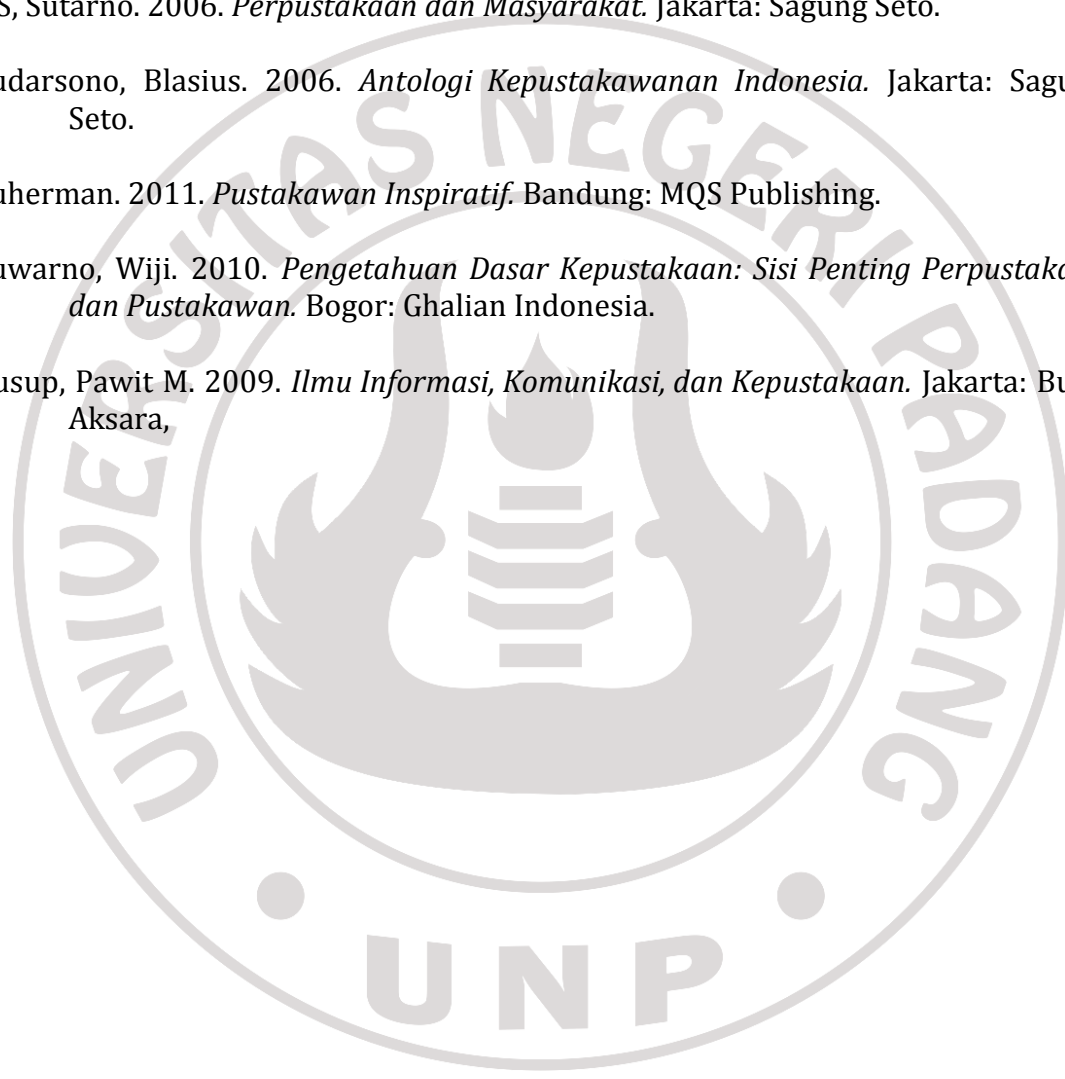 S, Sutarno. 2006. Perpustakaan dan Masyarakat. Jakarta: Sagung Seto.
udarsono, Blasius. 2006. Antologi Kepustakawanan Indonesia. Jakarta: Sagu
Seto.
uherman. 2011. Pustakawan Inspiratif. Bandung: MQS Publishing.
uwarno, Wiji. 2010. Pengetahuan Dasar Kepustakaan: Sisi Penting Perpustaka
dan Pustakawan. Bogor: Ghalian Indonesia.
usup, Pawit M. 2009. Ilmu Informasi, Komunikasi, dan Kepustakaan. Jakarta: Bu
Aksara,
UNIVERSITAS NEGERI PADANG
UNP